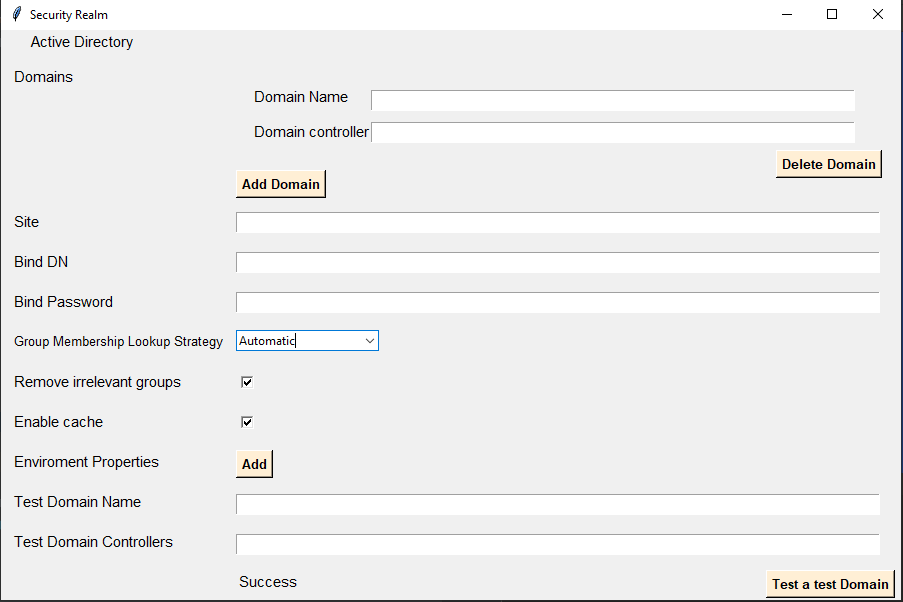 Security Realm
Active Directory
Domains
Domain Name
Domain controller
Delete Domain
Add Domain
Site
Bind DN
Bind Password
Group Membership Lookup Strategy Automatic
Remove irrelevant groups
Enable cache
Enviroment Properties Add
Test Domain Name
Test Domain Controllers
Success Test a test Domain